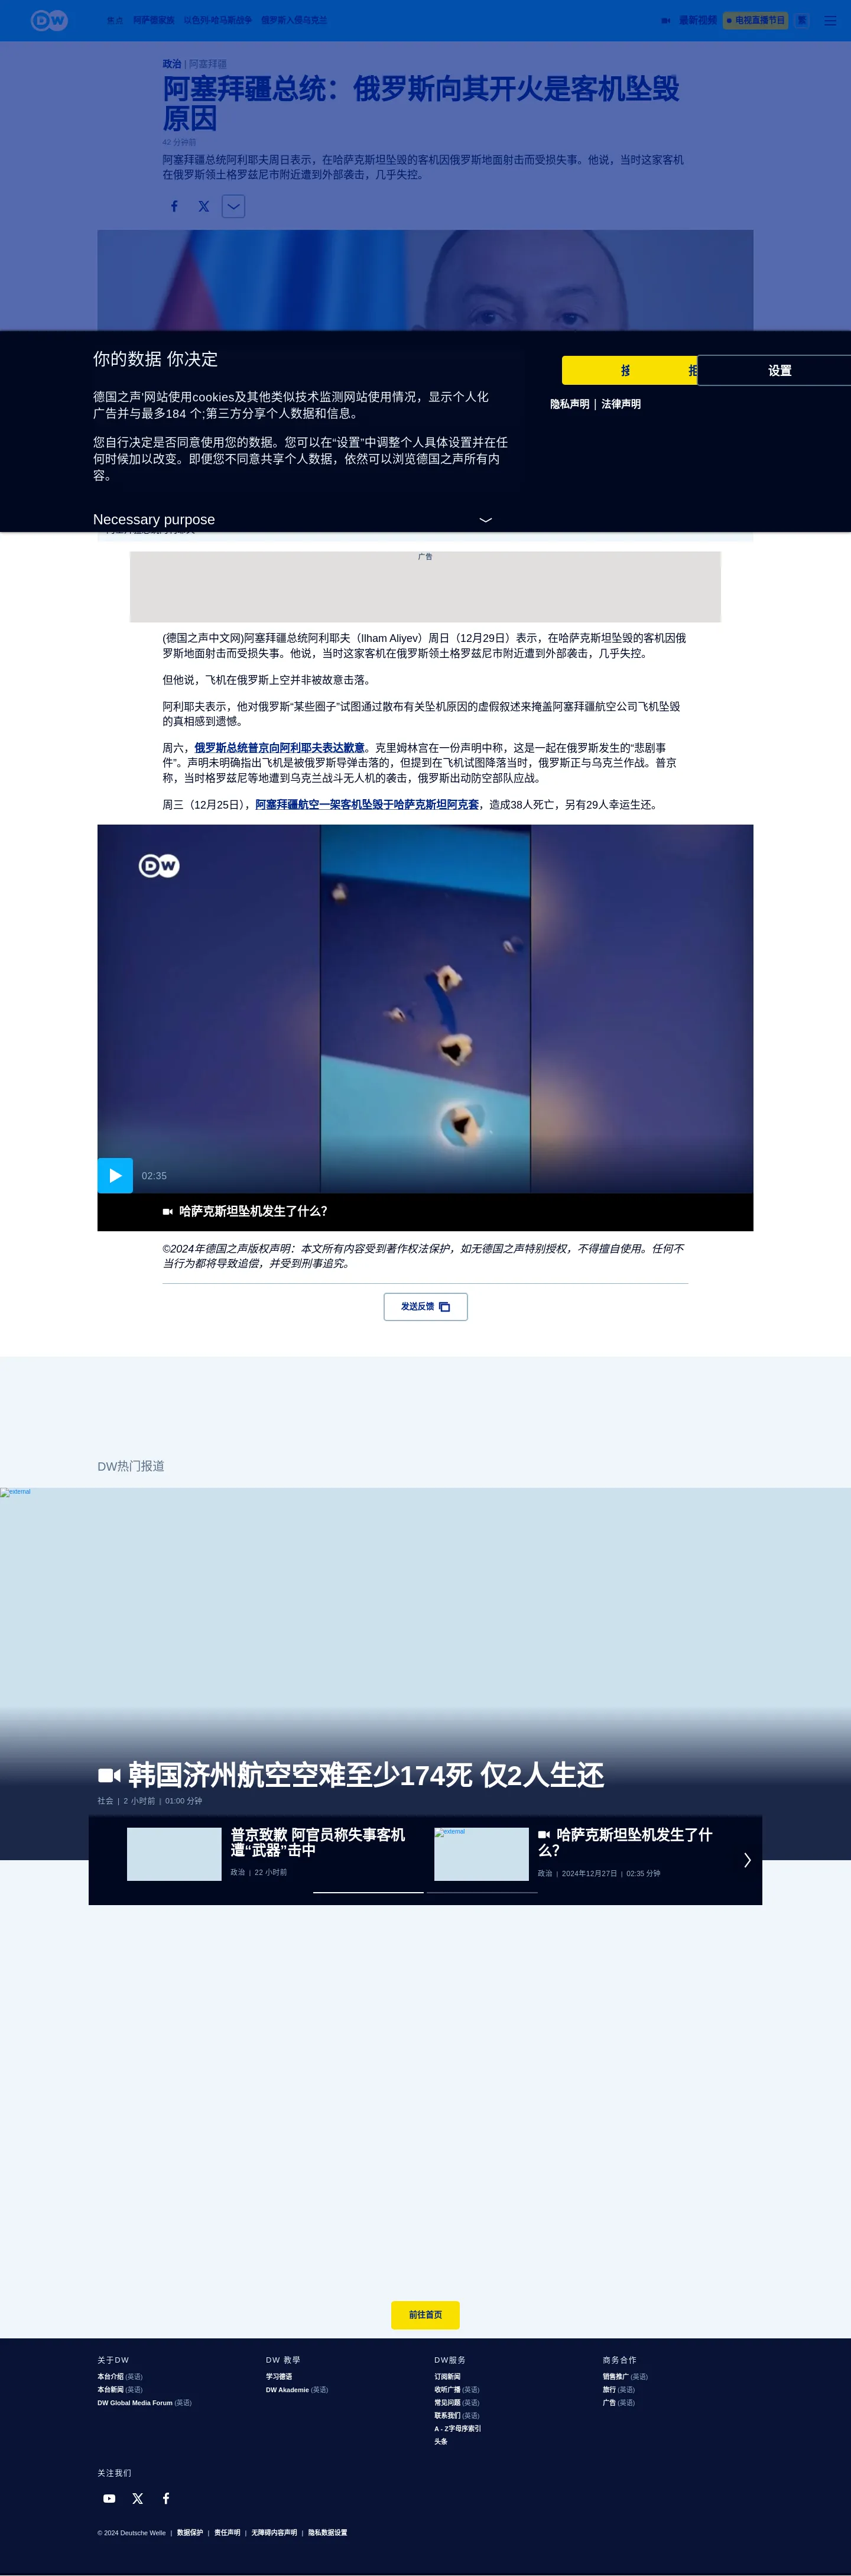 DW
焦点 阿萨德家族 以色列-哈马斯战争 俄罗斯入侵乌克兰
最新视频 电视直播节目 繁
政治 | 阿塞拜疆
阿塞拜疆总统：俄罗斯向其开火是客机坠毁
原因
42 分钟前
阿塞拜疆总统阿利耶夫周日表示，在哈萨克斯坦坠毁的客机因俄罗斯地面射击而受损失事。他说，当时这家客机
在俄罗斯领土格罗兹尼市附近遭到外部袭击，几乎失控。
你的数据 你决定
德国之声'网站使用cookies及其他类似技术监测网站使用情况，显示个人化
广告并与最多184 个;第三方分享个人数据和信息。
您自行决定是否同意使用您的数据。您可以在“设置”中调整个人具体设置并在任
何时候加以改变。即便您不同意共享个人数据，依然可以浏览德国之声所有内
容。
Necessary purpose
设置
隐私声明 | 法律声明
广告
(德国之声中文网)阿塞拜疆总统阿利耶夫（Ilham Aliyev）周日（12月29日）表示，在哈萨克斯坦坠毁的客机因俄
罗斯地面射击而受损失事。他说，当时这家客机在俄罗斯领土格罗兹尼市附近遭到外部袭击，几乎失控。
但他说，飞机在俄罗斯上空并非被故意击落。
阿利耶夫表示，他对俄罗斯“某些圈子”试图通过散布有关坠机原因的虚假叙述来掩盖阿塞拜疆航空公司飞机坠毁
的真相感到遗憾。
周六，俄罗斯总统普京向阿利耶夫表达歉意。克里姆林宫在一份声明中称，这是一起在俄罗斯发生的“悲剧事
件”。声明未明确指出飞机是被俄罗斯导弹击落的，但提到在飞机试图降落当时，俄罗斯正与乌克兰作战。普京
称，当时格罗兹尼等地遭到乌克兰战斗无人机的袭击，俄罗斯出动防空部队应战。
周三（12月25日），阿塞拜疆航空一架客机坠毁于哈萨克斯坦阿克套，造成38人死亡，另有29人幸运生还。
DW
02:35
哈萨克斯坦坠机发生了什么？
©2024年德国之声版权声明：本文所有内容受到著作权法保护，如无德国之声特别授权，不得擅自使用。任何不
当行为都将导致追偿，并受到刑事追究。
发送反馈
DW热门报道
external
韩国济州航空空难至少174死 仅2人生还
社会 | 2 小时前 | 01:00 分钟
普京致歉 阿官员称失事客机
遭“武器”击中
政治 | 22 小时前
external
哈萨克斯坦坠机发生了什
么？
政治 | 2024年12月27日 | 02:35 分钟
前往首页
关于DW
本台介绍 (英语)
本台新闻 (英语)
DW Global Media Forum (英语)
DW 教學
学习德语
DW Akademie (英语)
DW服务
订阅新闻
收听广播 (英语)
常见问题 (英语)
联系我们 (英语)
A - Z字母序索引
头条
商务合作
销售推广 (英语)
旅行 (英语)
广告 (英语)
关注我们
© 2024 Deutsche Welle | 数据保护 | 责任声明 | 无障碍内容声明 | 隐私数据设置